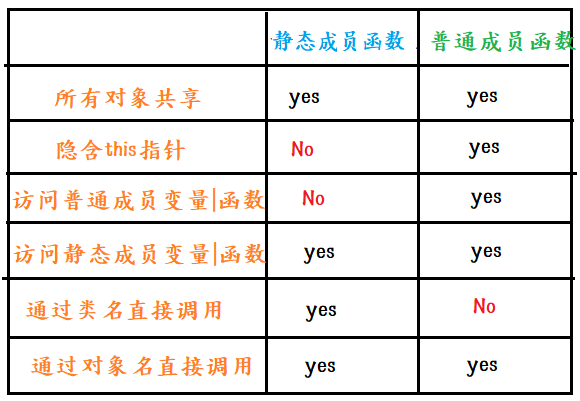 静态成员函数 普通成员函数
所有对象共享 yes yes
隐含this指针 No yes
访问普通成员变量|函数 No yes
访问静态成员变量|函数 yes yes
通过类名直接调用 yes No
通过对象名直接调用 yes yes